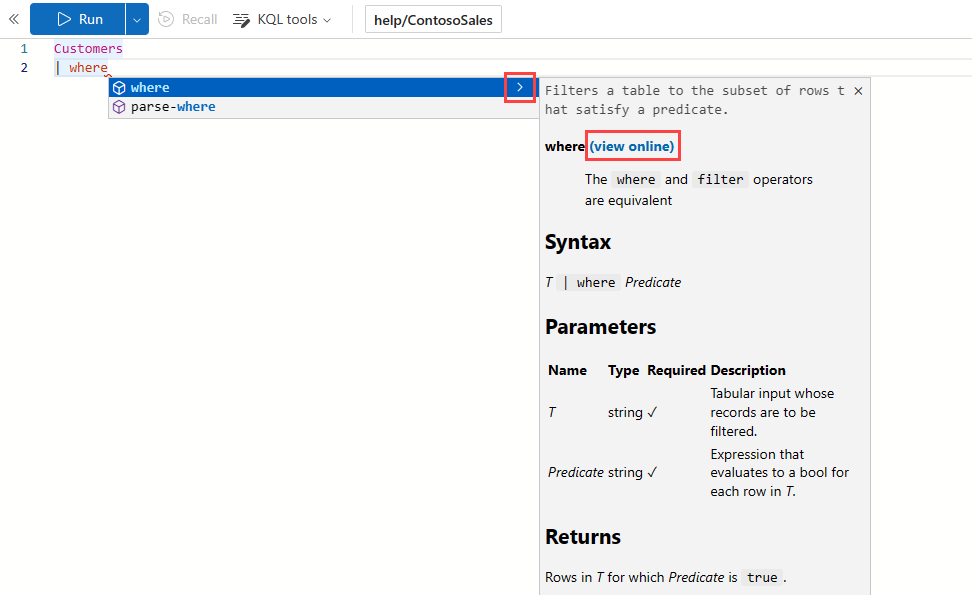 Run Recall KQL tools help/ContosoSales
1 Customers
2 | where
where
parse-where
Filters a table to the subset of rows t
hat satisfy a predicate.
where (view online)
The where and filter operators
are equivalent
Syntax
T | where Predicate
Parameters
Name Type Required Description
T string ✓ Tabular input whose
records are to be
filtered.
Predicate string ✓ Expression that
evaluates to a bool for
each row in T.
Returns
Rows in T for which Predicate is true .